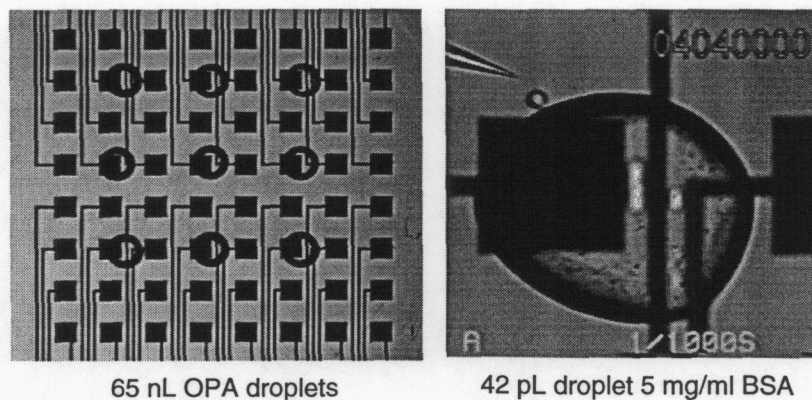 04040000
A
1/1000S
65 nL OPA droplets
42 pL droplet 5 mg/ml BSA